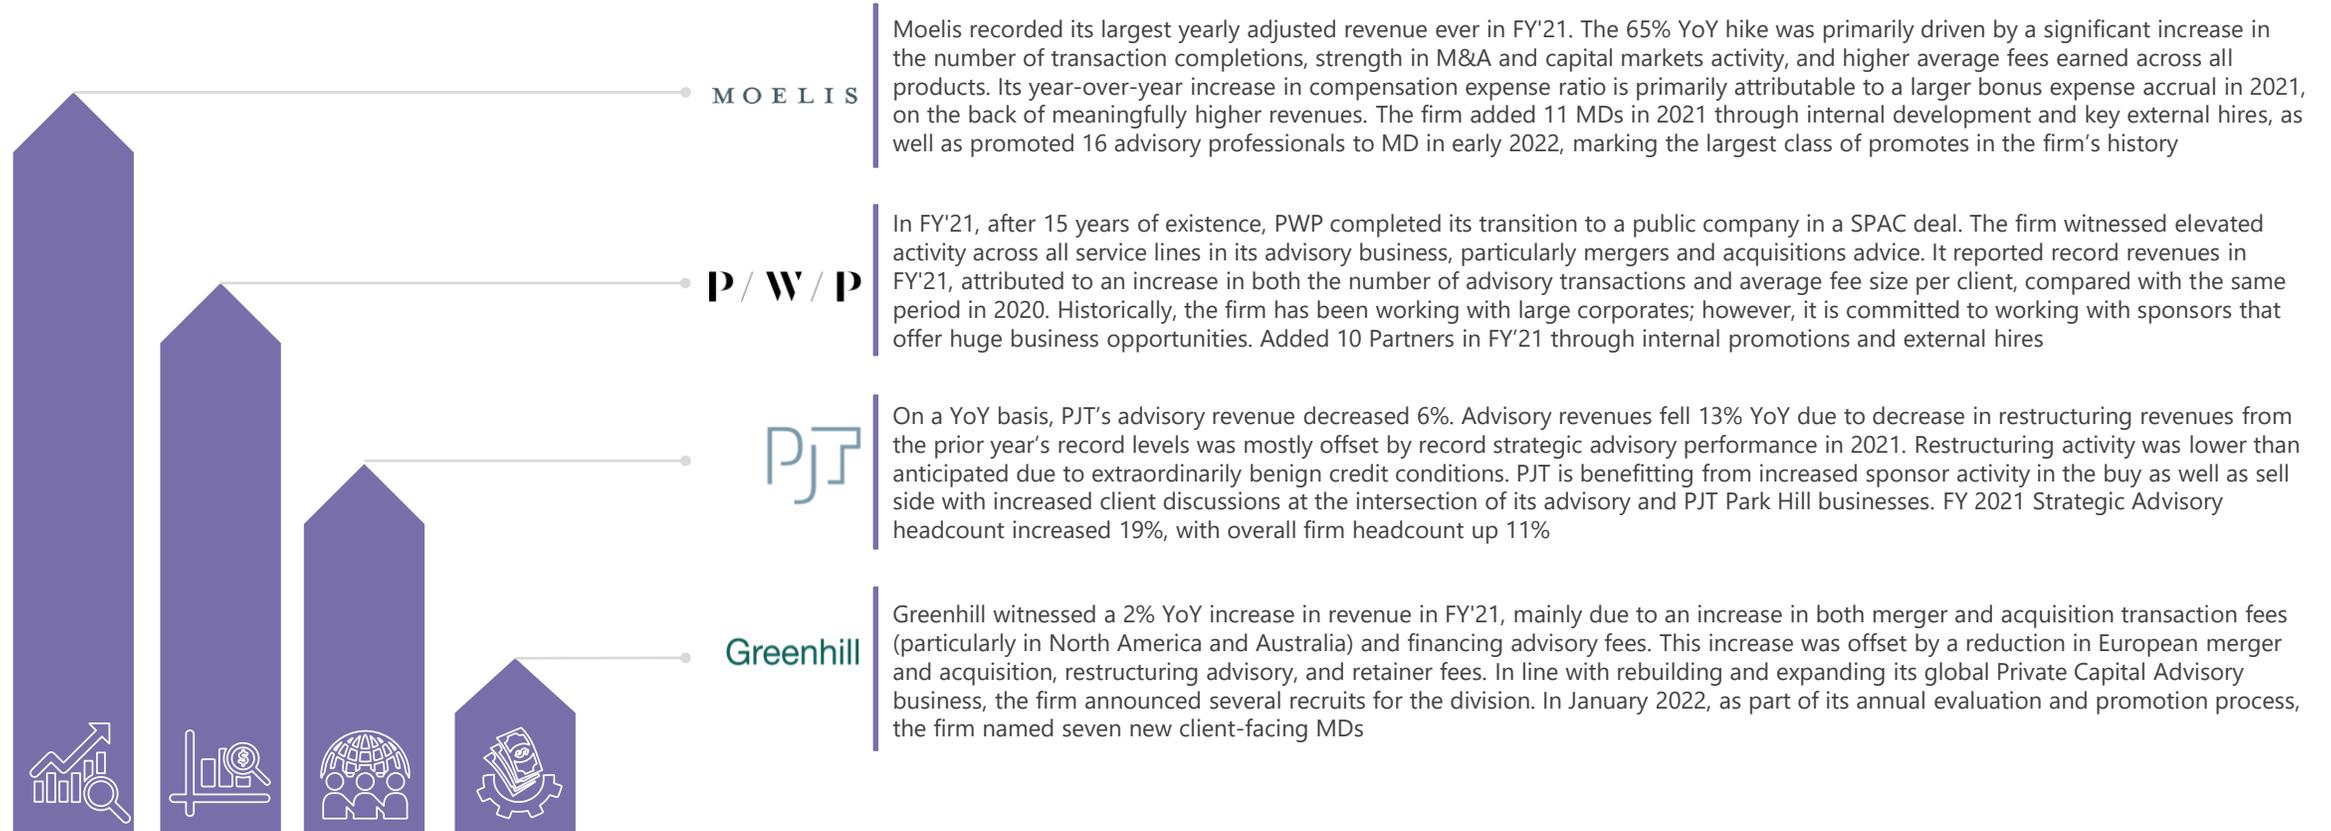 MOELIS
Moelis recorded its largest yearly adjusted revenue ever in FY'21. The 65% YoY hike was primarily driven by a significant increase in
the number of transaction completions, strength in M&A and capital markets activity, and higher average fees earned across all
products. Its year-over-year increase in compensation expense ratio is primarily attributable to a larger bonus expense accrual in 2021,
on the back of meaningfully higher revenues. The firm added 11 MDs in 2021 through internal development and key external hires, as
well as promoted 16 advisory professionals to MD in early 2022, marking the largest class of promotes in the firm’s history
P/W/P
In FY'21, after 15 years of existence, PWP completed its transition to a public company in a SPAC deal. The firm witnessed elevated
activity across all service lines in its advisory business, particularly mergers and acquisitions advice. It reported record revenues in
FY'21, attributed to an increase in both the number of advisory transactions and average fee size per client, compared with the same
period in 2020. Historically, the firm has been working with large corporates; however, it is committed to working with sponsors that
offer huge business opportunities. Added 10 Partners in FY’21 through internal promotions and external hires
PJT
On a YoY basis, PJT’s advisory revenue decreased 6%. Advisory revenues fell 13% YoY due to decrease in restructuring revenues from
the prior year’s record levels was mostly offset by record strategic advisory performance in 2021. Restructuring activity was lower than
anticipated due to extraordinarily benign credit conditions. PJT is benefitting from increased sponsor activity in the buy as well as sell
side with increased client discussions at the intersection of its advisory and PJT Park Hill businesses. FY 2021 Strategic Advisory
headcount increased 19%, with overall firm headcount up 11%
Greenhill
Greenhill witnessed a 2% YoY increase in revenue in FY'21, mainly due to an increase in both merger and acquisition transaction fees
(particularly in North America and Australia) and financing advisory fees. This increase was offset by a reduction in European merger
and acquisition, restructuring advisory, and retainer fees. In line with rebuilding and expanding its global Private Capital Advisory
business, the firm announced several recruits for the division. In January 2022, as part of its annual evaluation and promotion process,
the firm named seven new client-facing MDs